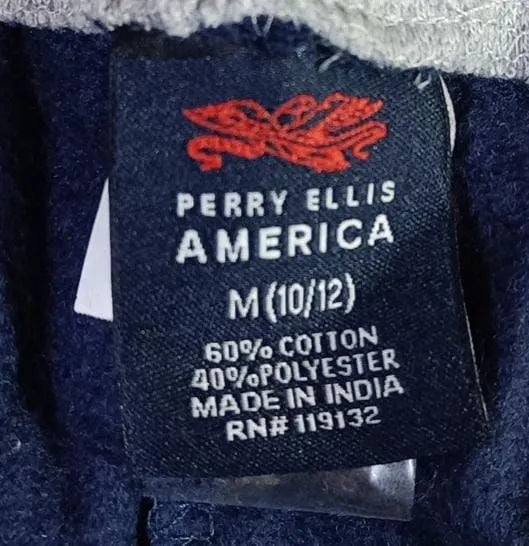 PERRY ELLIS
AMERICA
M (10/12)
60% COTTON
40% POLYESTER
MADE IN INDIA
RN# 119132